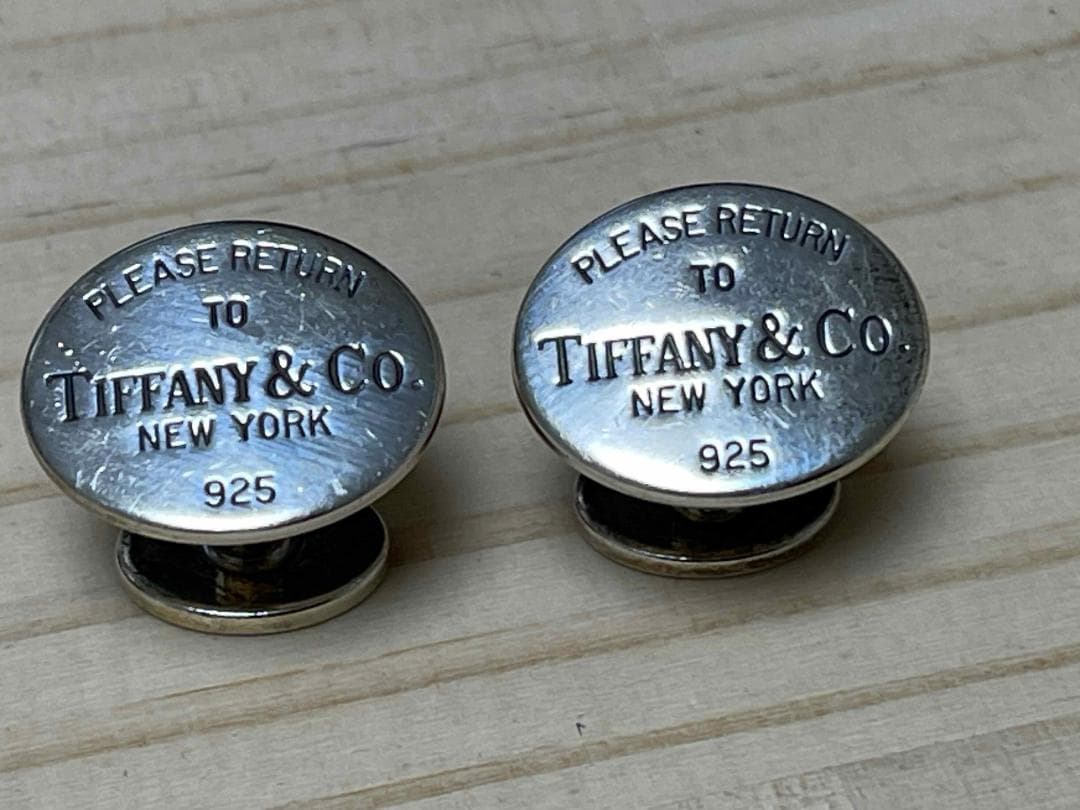 PLEASE RETURN
TO
TIFFANY & CO.
NEW YORK
925
PLEASE RETURN
TO
TIFFANY & CO.
NEW YORK
925